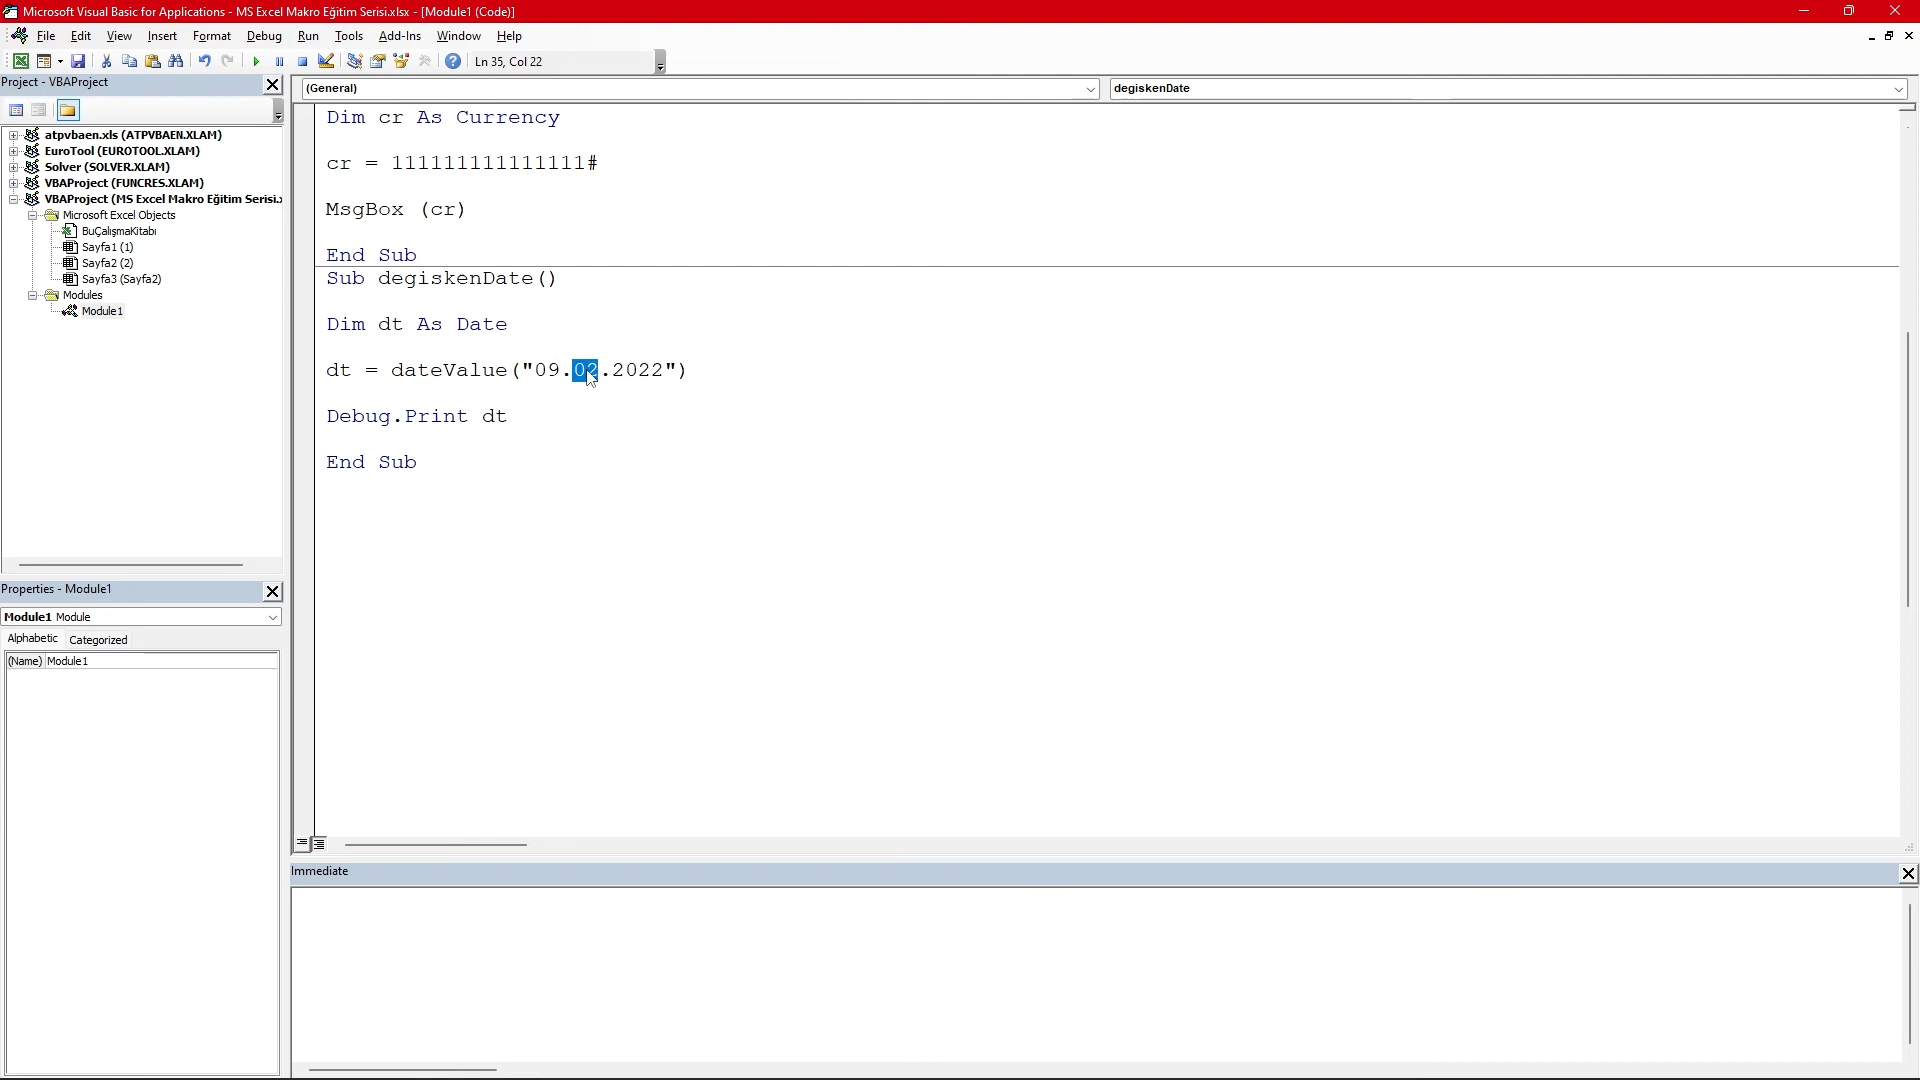 Microsoft Visual Basic for Applications - MS Excel Makro Eğitim Serisi.xlsx - [Module1 (Code)]
File Edit View Insert Format Debug Run Tools Add-Ins Window Help
Ln 35, Col 22
Project - VBAProject
(General)
degiskenDate
atpvbaen.xls (ATPVBAEN.XLAM)
EuroTool (EUROTOOL.XLAM)
Solver (SOLVER.XLAM)
VBAProject (FUNCRES.XLAM)
VBAProject (MS Excel Makro Eğitim Serisi.x
Microsoft Excel Objects
BuÇalışmaKitabı
Sayfa1 (1)
Sayfa2 (2)
Sayfa3 (Sayfa2)
Modules
Module1
Dim cr As Currency
cr = 111111111111111#
MsgBox (cr)
End Sub
Sub degiskenDate()
Dim dt As Date
dt = dateValue("09.02.2022")
Debug.Print dt
End Sub
Properties - Module1
Module1 Module
Alphabetic Categorized
(Name) Module1
Immediate